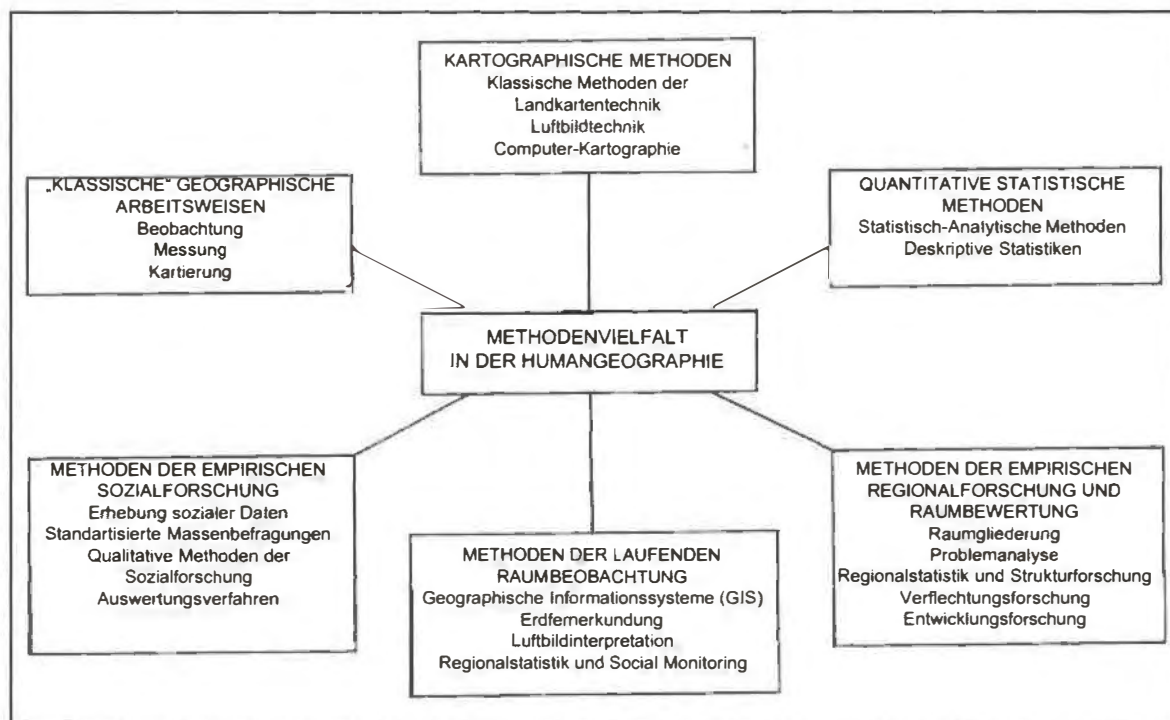 KARTOGRAPHISCHE METHODEN
Klassische Methoden der
Landkartentechnik
Luftbildtechnik
Computer-Kartographie
„KLASSISCHE“ GEOGRAPHISCHE
ARBEITSWEISEN
Beobachtung
Messung
Kartierung
QUANTITATIVE STATISTISCHE
METHODEN
Statistisch-Analytische Methoden
Deskriptive Statistiken
METHODENVIELFALT
IN DER HUMANGEOGRAPHIE
METHODEN DER EMPIRISCHEN
SOZIALFORSCHUNG
Erhebung sozialer Daten
Standartisierte Massenbefragungen
Qualitative Methoden der
Sozialforschung
Auswertungsverfahren
METHODEN DER LAUFENDEN
RAUMBEOBACHTUNG
Geographische Informationssysteme (GIS)
Erdfernerkundung
Luftbildinterpretation
Regionalstatistik und Social Monitoring
METHODEN DER EMPIRISCHEN
REGIONALFORSCHUNG UND
RAUMBEWERTUNG
Raumgliederung
Problemanalyse
Regionalstatistik und Strukturforschung
Verflechtungsforschung
Entwicklungsforschung